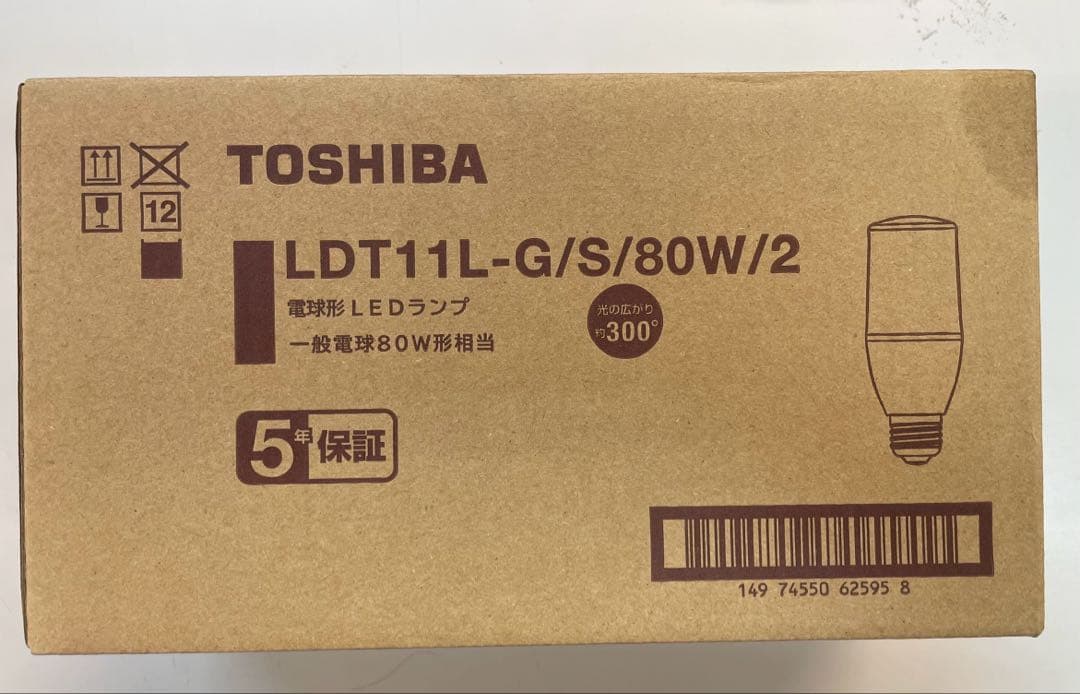 TOSHIBA
12
LDT11L-G/S/80W/2
電球形LEDランプ
一般電球80W形相当
光の広がり
約300°
5年保証
149 74550 62595 8